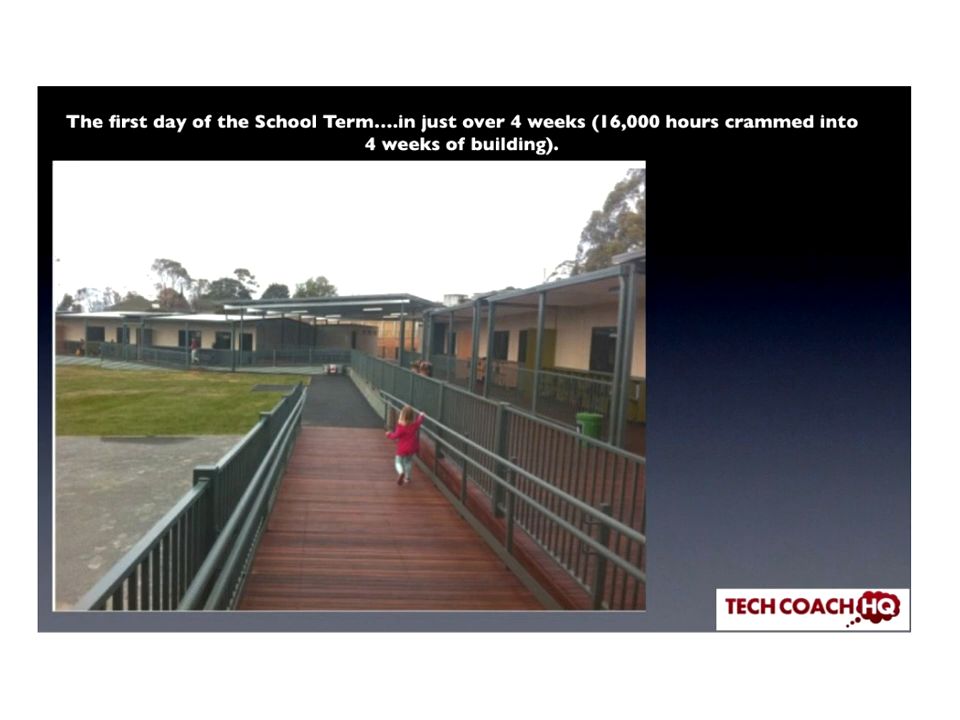 The first day of the School Term....in just over 4 weeks (16,000 hours crammed into
4 weeks of building).
TECH COACH HQ